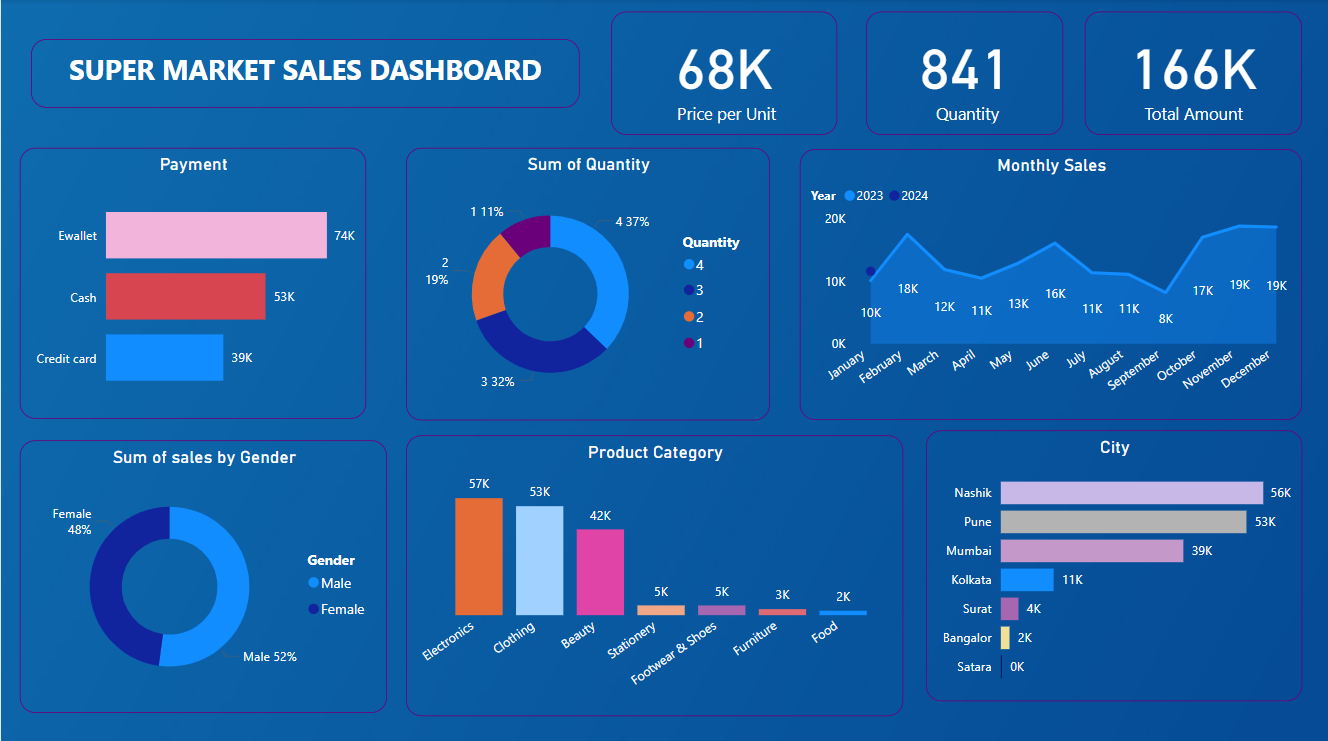 SUPER MARKET SALES DASHBOARD
68K
Price per Unit
841
Quantity
166K
Total Amount
Payment
Ewallet 74K
Cash 53K
Credit card 39K
Sum of Quantity
1 11%
4 37%
2
19%
3 32%
Quantity
4
3
2
1
Monthly Sales
Year 2023 2024
20K
10K
0K
10K 18K 12K 11K 13K 16K 11K 11K 8K 17K 19K 19K
January February March April May June July August September October November December
Sum of sales by Gender
Female
48%
Male 52%
Gender
Male
Female
Product Category
57K 53K 42K 5K 5K 3K 2K
Electronics Clothing Beauty Stationery Footwear & Shoes Furniture Food
City
Nashik 56K
Pune 53K
Mumbai 39K
Kolkata 11K
Surat 4K
Bangalor 2K
Satara 0K